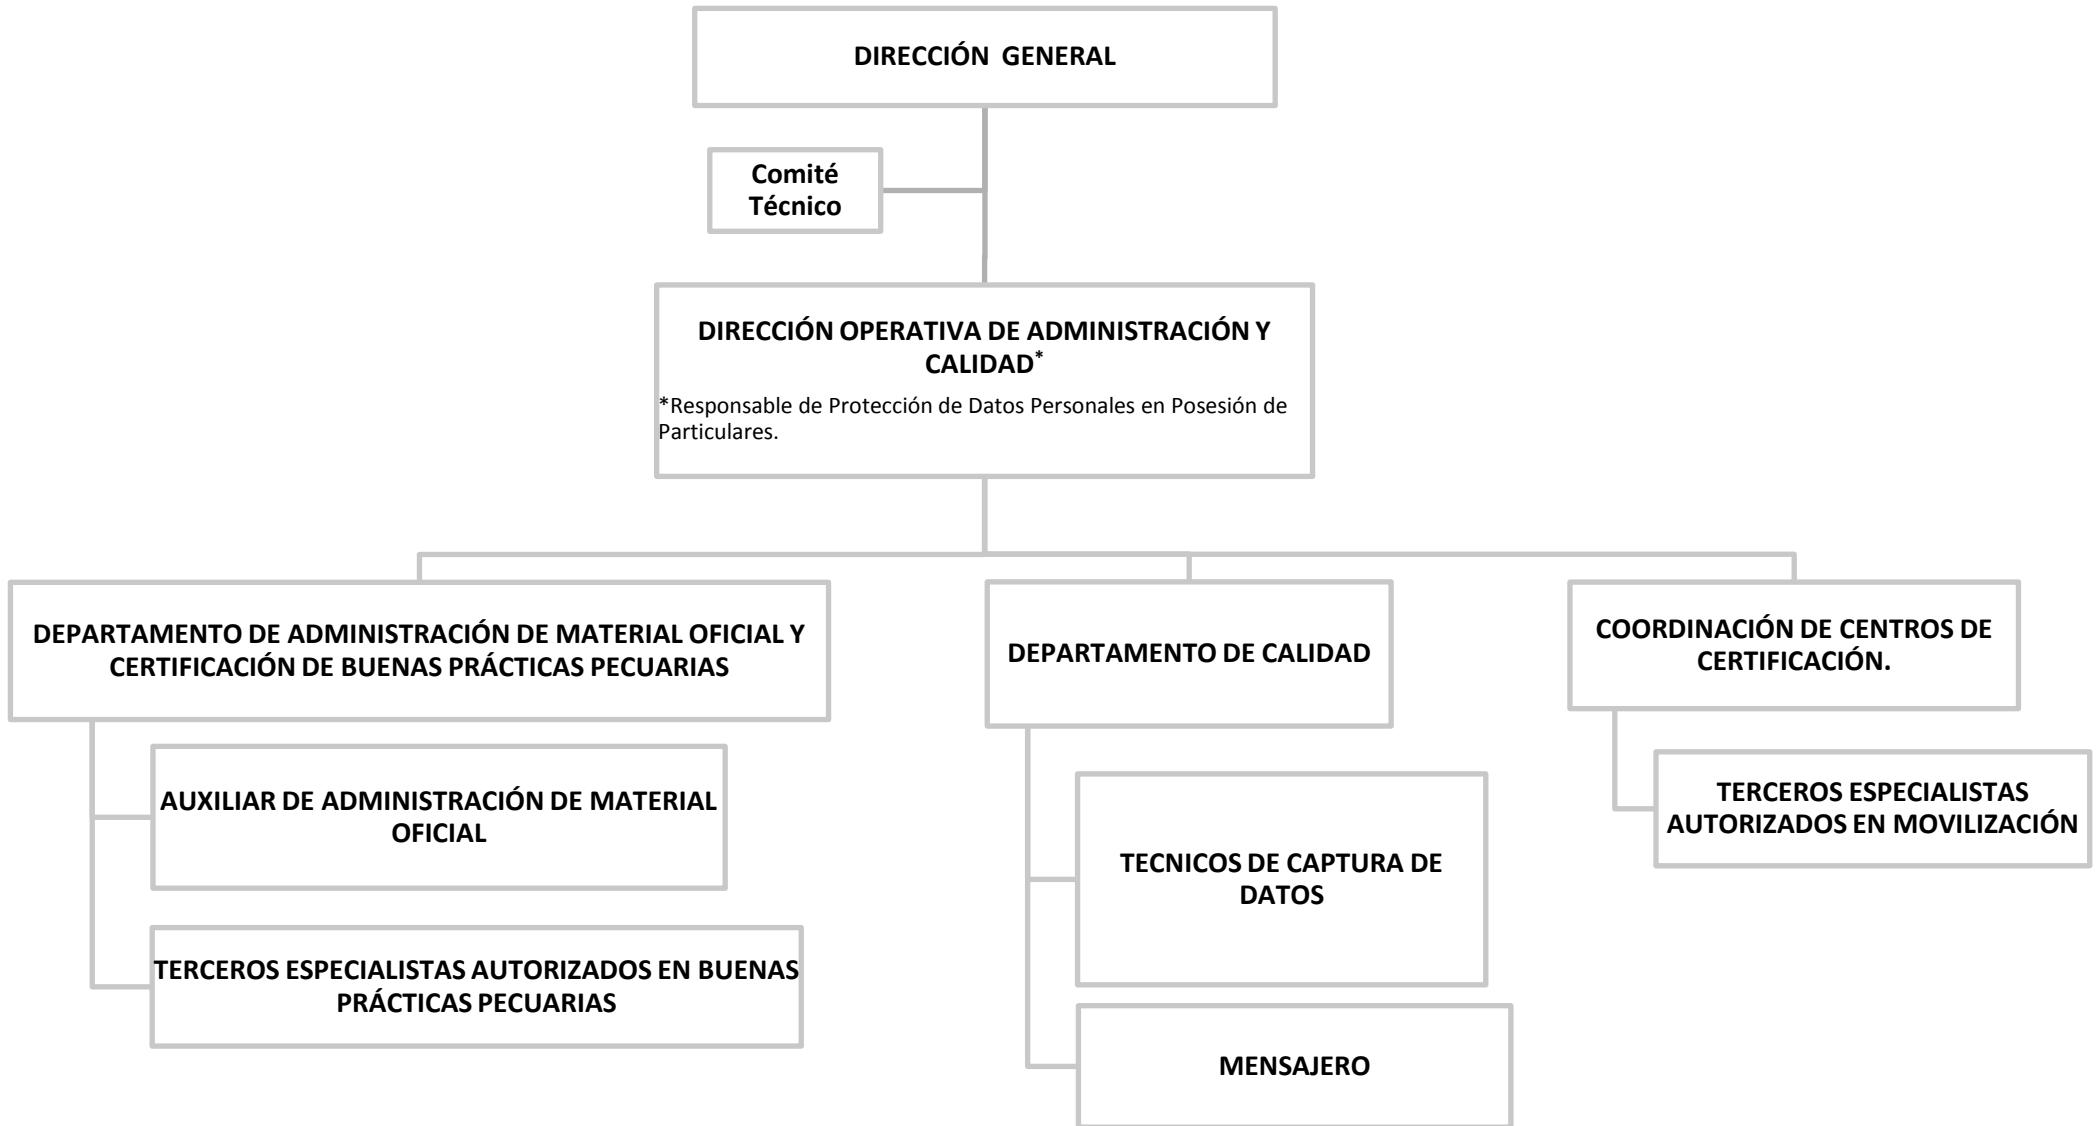 DIRECCIÓN GENERAL
Comité
Técnico
DIRECCIÓN OPERATIVA DE ADMINISTRACIÓN Y
CALIDAD*
*Responsable de Protección de Datos Personales en Posesión de
Particulares.
DEPARTAMENTO DE ADMINISTRACIÓN DE MATERIAL OFICIAL Y
CERTIFICACIÓN DE BUENAS PRÁCTICAS PECUARIAS
AUXILIAR DE ADMINISTRACIÓN DE MATERIAL
OFICIAL
TERCEROS ESPECIALISTAS AUTORIZADOS EN BUENAS
PRÁCTICAS PECUARIAS
DEPARTAMENTO DE CALIDAD
TECNICOS DE CAPTURA DE
DATOS
MENSAJERO
COORDINACIÓN DE CENTROS DE
CERTIFICACIÓN.
TERCEROS ESPECIALISTAS
AUTORIZADOS EN MOVILIZACIÓN